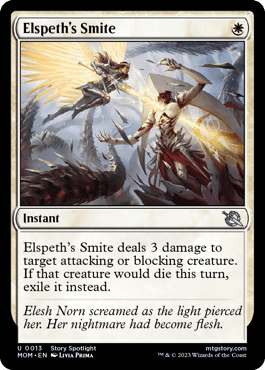 Elspeth's Smite
Instant
Elspeth's Smite deals 3 damage to
target attacking or blocking creature.
If that creature would die this turn,
exile it instead.
Elesh Norn screamed as the light pierced
her. Her nightmare had become flesh.
U 0013 Story Spotlight mtgstory.com
MOM • EN Livia Prima ™ & © 2023 Wizards of the Coast